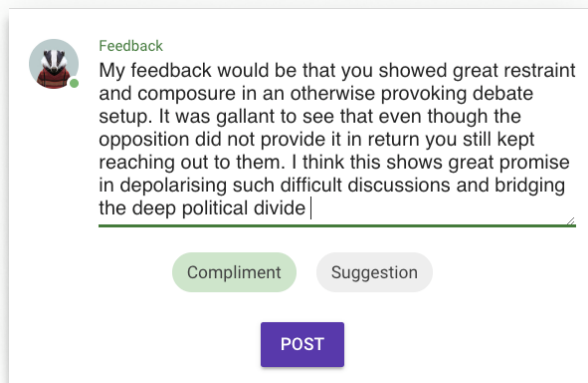 Feedback
My feedback would be that you showed great restraint
and composure in an otherwise provoking debate
setup. It was gallant to see that even though the
opposition did not provide it in return you still kept
reaching out to them. I think this shows great promise
in depolarising such difficult discussions and bridging
the deep political divide
Compliment
Suggestion
POST